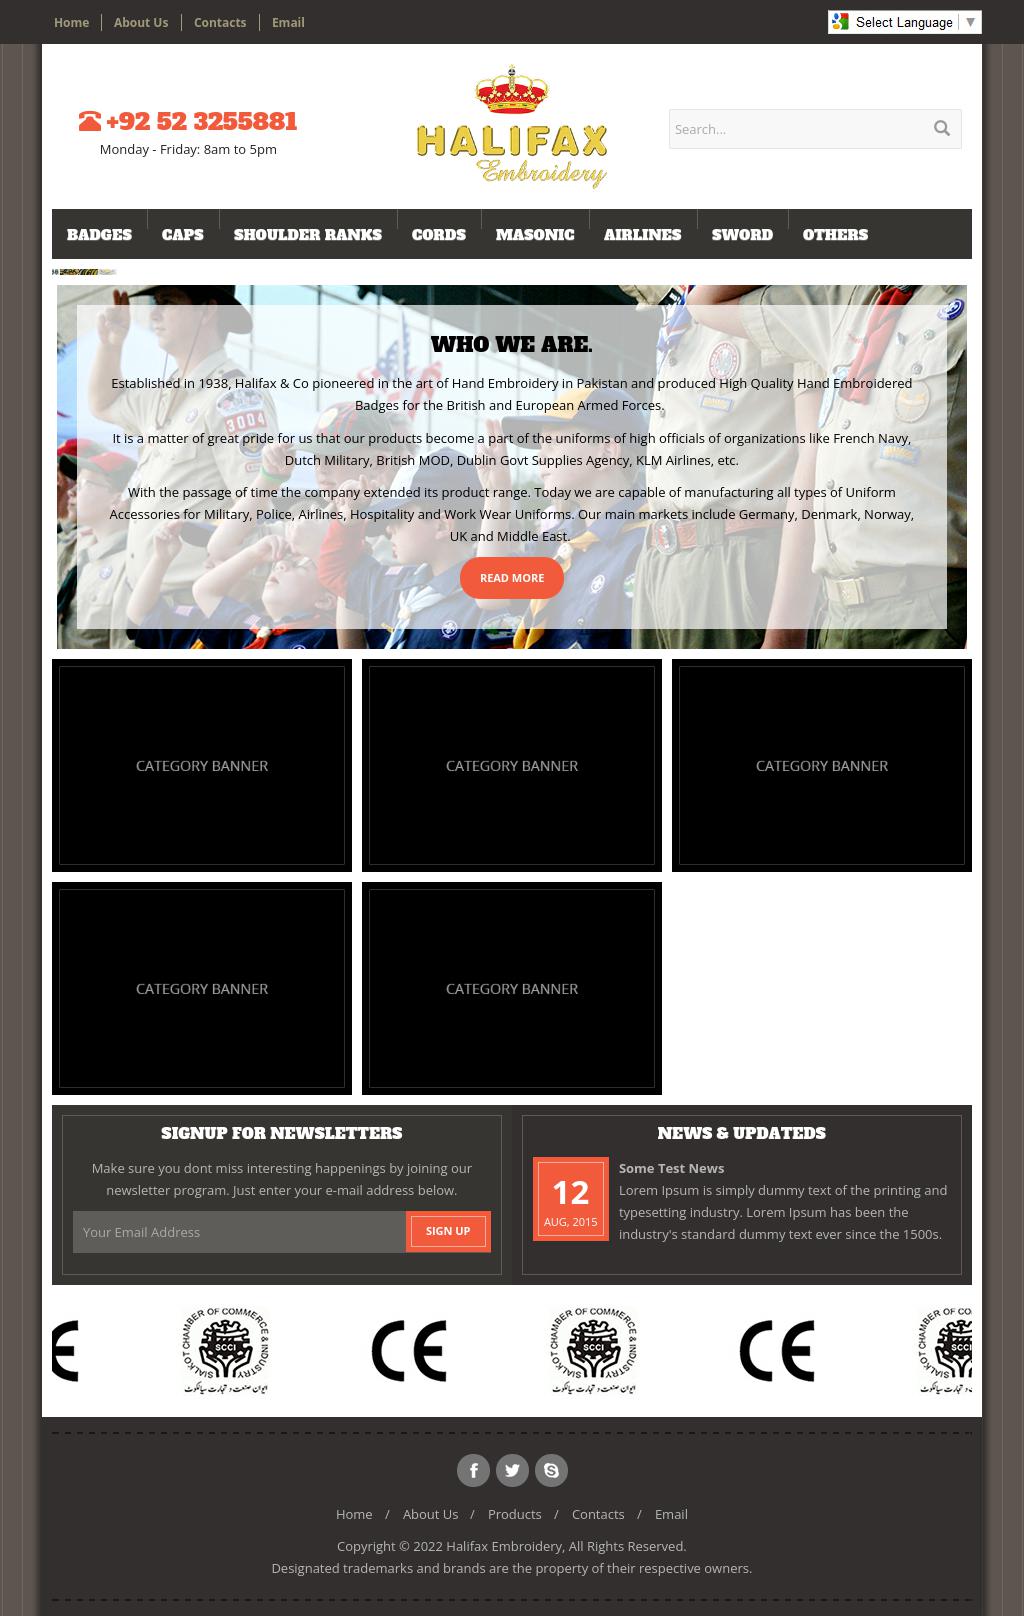 Home
About Us
Contacts
Email
Select Language
▼
+92 52 3255881
Monday - Friday: 8am to 5pm
HALIFAX
Embroidery
Search...
BADGES
CAPS
SHOULDER RANKS
CORDS
MASONIC
AIRLINES
SWORD
OTHERS
3004
WHO WE ARE.
Established in 1938, Halifax & Co pioneered in the art of Hand Embroidery in Pakistan and produced High Quality Hand Embroidered
Badges for the British and European Armed Forces.
It is a matter of great pride for us that our products become a part of the uniforms of high officials of organizations like French Navy,
Dutch Military, British MOD, Dublin Govt Supplies Agency, KLM Airlines, etc.
With the passage of time the company extended its product range. Today we are capable of manufacturing all types of Uniform
Accessories for Military, Police, Airlines, Hospitality and Work Wear Uniforms. Our main markets include Germany, Denmark, Norway,
UK and Middle East.
READ MORE
CATEGORY BANNER
CATEGORY BANNER
CATEGORY BANNER
CATEGORY BANNER
CATEGORY BANNER
SIGNUP FOR NEWSLETTERS
Make sure you dont miss interesting happenings by joining our
newsletter program. Just enter your e-mail address below.
Your Email Address
SIGN UP
NEWS & UPDATEDS
12
AUG, 2015
Some Test News
Lorem Ipsum is simply dummy text of the printing and
typesetting industry. Lorem Ipsum has been the
industry's standard dummy text ever since the 1500s.
CE
SIALKOT CHAMBER OF COMMERCE & INDUSTRY
SCCI
ایوان صنعت و تجارت سیالکوٹ
CE
SIALKOT CHAMBER OF COMMERCE & INDUSTRY
SCCI
ایوان صنعت و تجارت سیالکوٹ
CE
SIALKOT CHAMBER OF CO
SCCI
Home / About Us / Products / Contacts / Email
Copyright © 2022 Halifax Embroidery, All Rights Reserved.
Designated trademarks and brands are the property of their respective owners.